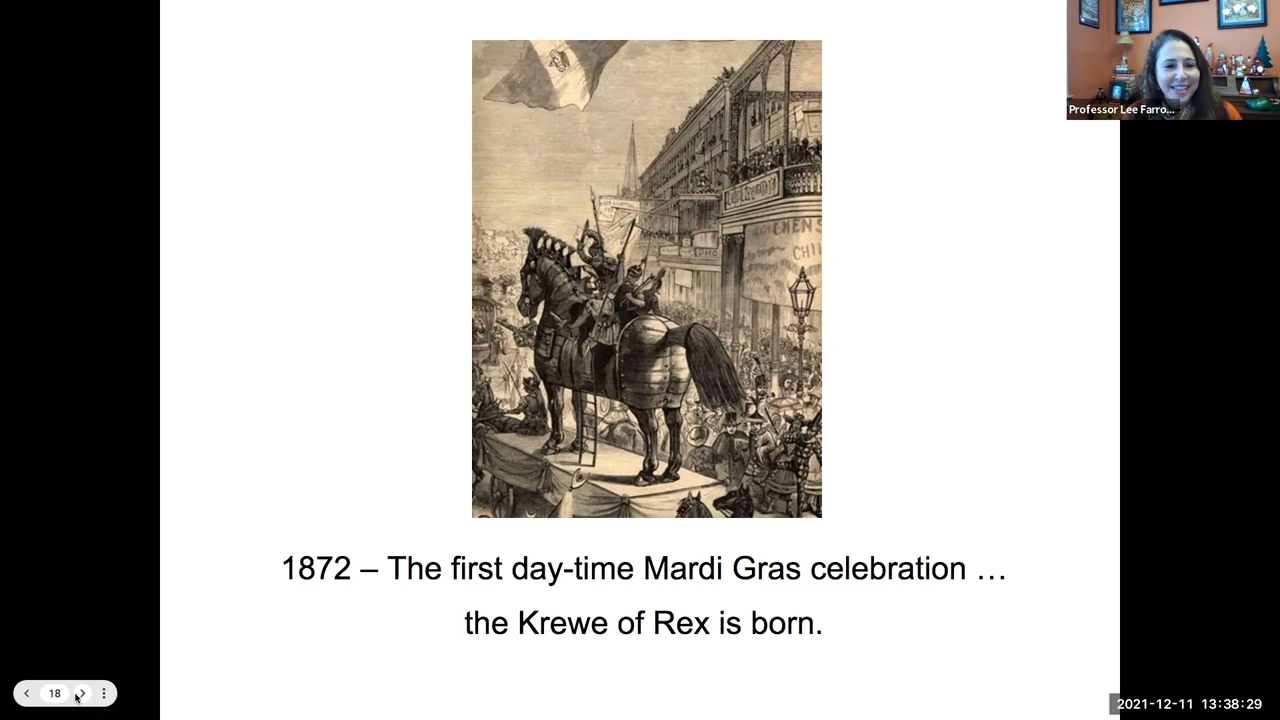 Professor Lee Farro...
1872 – The first day-time Mardi Gras celebration …
the Krewe of Rex is born.
18
2021-12-11 13:38:29